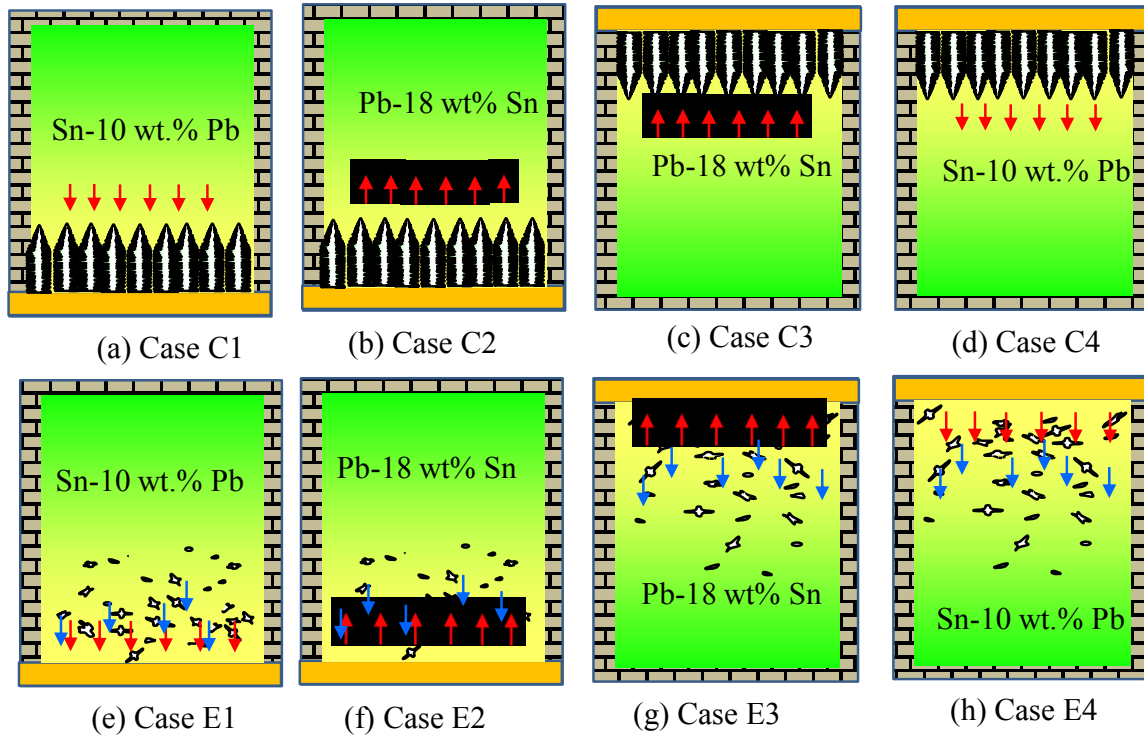 Sn-10 wt.% Pb
Pb-18 wt% Sn
Pb-18 wt% Sn
Sn-10 wt.% Pb
(a) Case C1
(b) Case C2
(c) Case C3
(d) Case C4
Sn-10 wt.% Pb
Pb-18 wt% Sn
Pb-18 wt% Sn
Sn-10 wt.% Pb
(e) Case E1
(f) Case E2
(g) Case E3
(h) Case E4